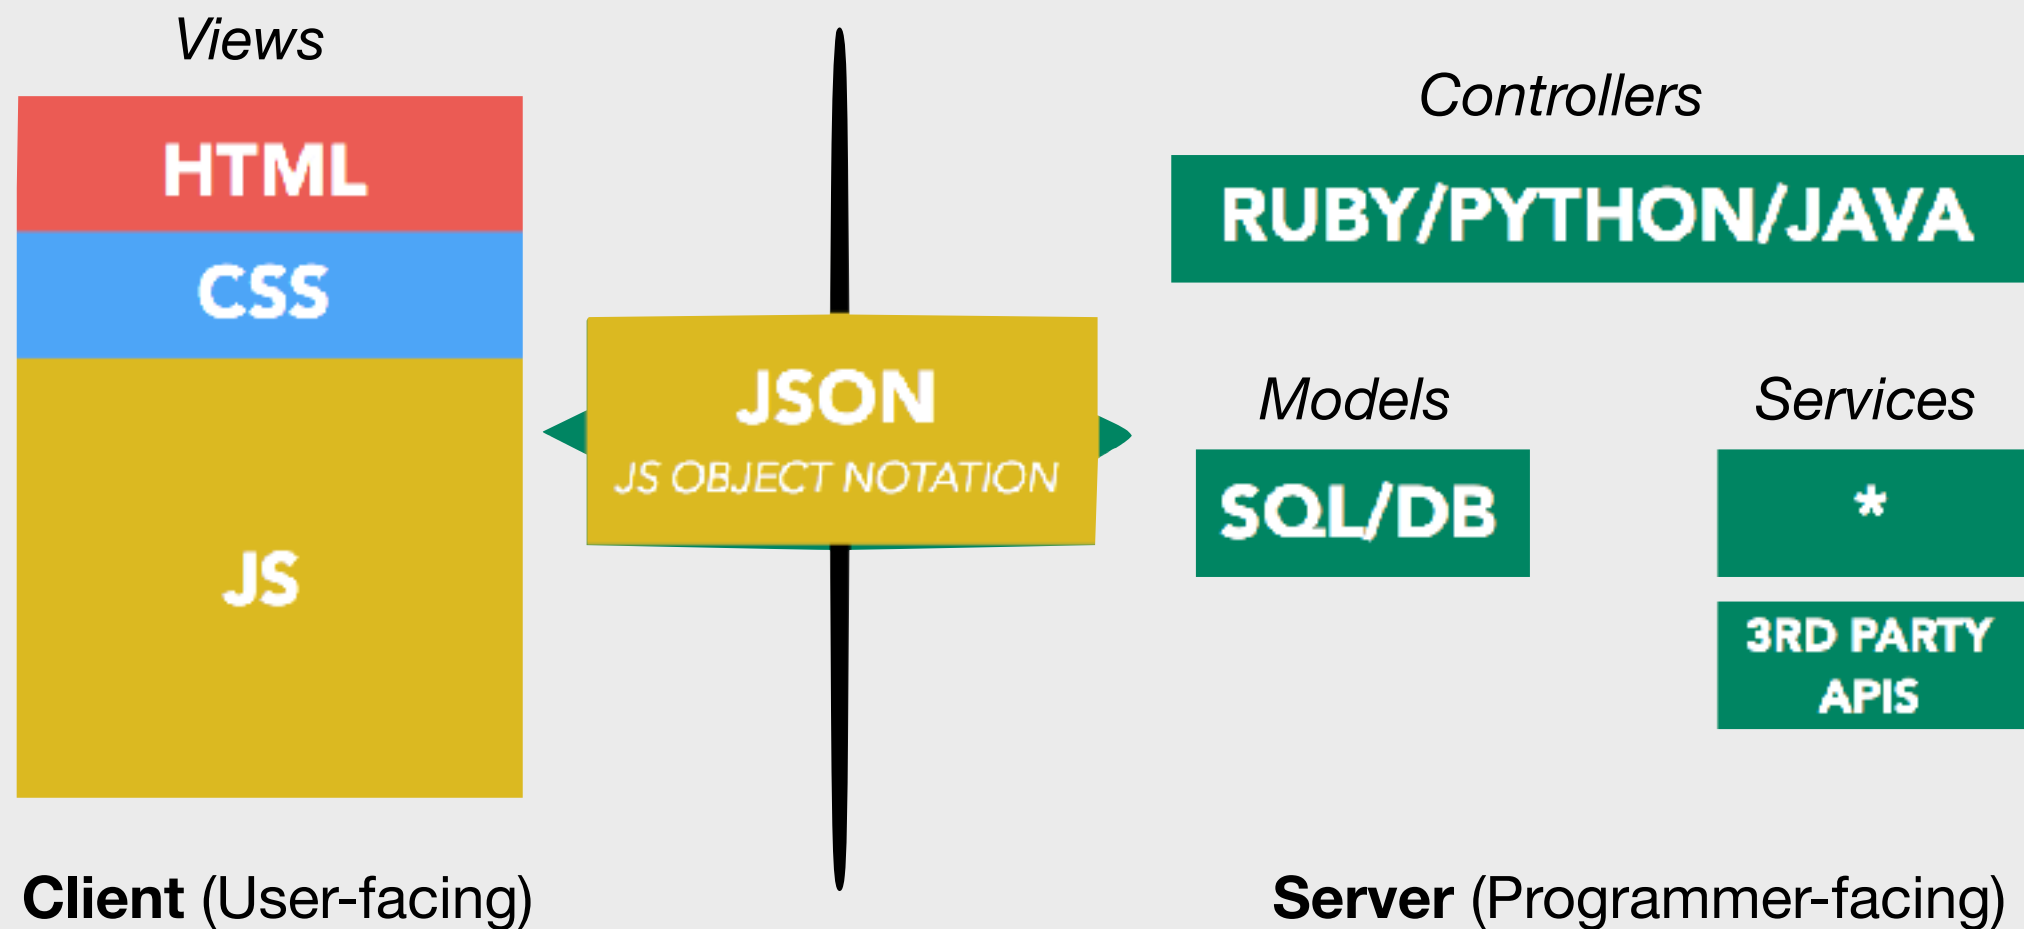 Views
HTML
CSS
JS
Client (User-facing)
JSON
JS OBJECT NOTATION
Controllers
RUBY/PYTHON/JAVA
Models
SQL/DB
Services
*
3RD PARTY
APIS
Server (Programmer-facing)